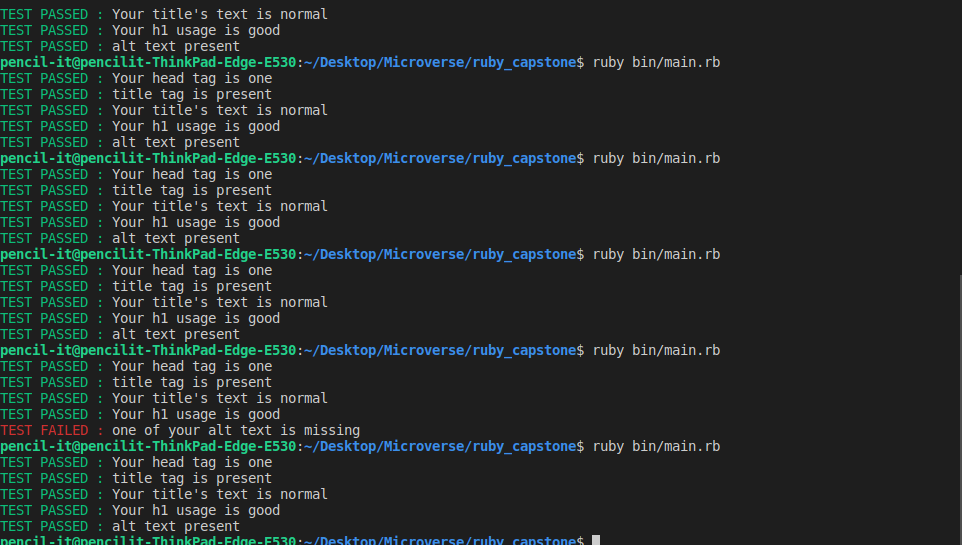 TEST PASSED : Your title's text is normal
TEST PASSED : Your h1 usage is good
TEST PASSED : alt text present
pencil-it@pencilit-ThinkPad-Edge-E530:~/Desktop/Microverse/ruby_capstone$ ruby bin/main.rb
TEST PASSED : Your head tag is one
TEST PASSED : title tag is present
TEST PASSED : Your title's text is normal
TEST PASSED : Your h1 usage is good
TEST PASSED : alt text present
pencil-it@pencilit-ThinkPad-Edge-E530:~/Desktop/Microverse/ruby_capstone$ ruby bin/main.rb
TEST PASSED : Your head tag is one
TEST PASSED : title tag is present
TEST PASSED : Your title's text is normal
TEST PASSED : Your h1 usage is good
TEST PASSED : alt text present
pencil-it@pencilit-ThinkPad-Edge-E530:~/Desktop/Microverse/ruby_capstone$ ruby bin/main.rb
TEST PASSED : Your head tag is one
TEST PASSED : title tag is present
TEST PASSED : Your title's text is normal
TEST PASSED : Your h1 usage is good
TEST PASSED : alt text present
pencil-it@pencilit-ThinkPad-Edge-E530:~/Desktop/Microverse/ruby_capstone$ ruby bin/main.rb
TEST PASSED : Your head tag is one
TEST PASSED : title tag is present
TEST PASSED : Your title's text is normal
TEST PASSED : Your h1 usage is good
TEST FAILED : one of your alt text is missing
pencil-it@pencilit-ThinkPad-Edge-E530:~/Desktop/Microverse/ruby_capstone$ ruby bin/main.rb
TEST PASSED : Your head tag is one
TEST PASSED : title tag is present
TEST PASSED : Your title's text is normal
TEST PASSED : Your h1 usage is good
TEST PASSED : alt text present
pencil-it@pencilit-ThinkPad-Edge-E530:~/Desktop/Microverse/ruby_capstone$